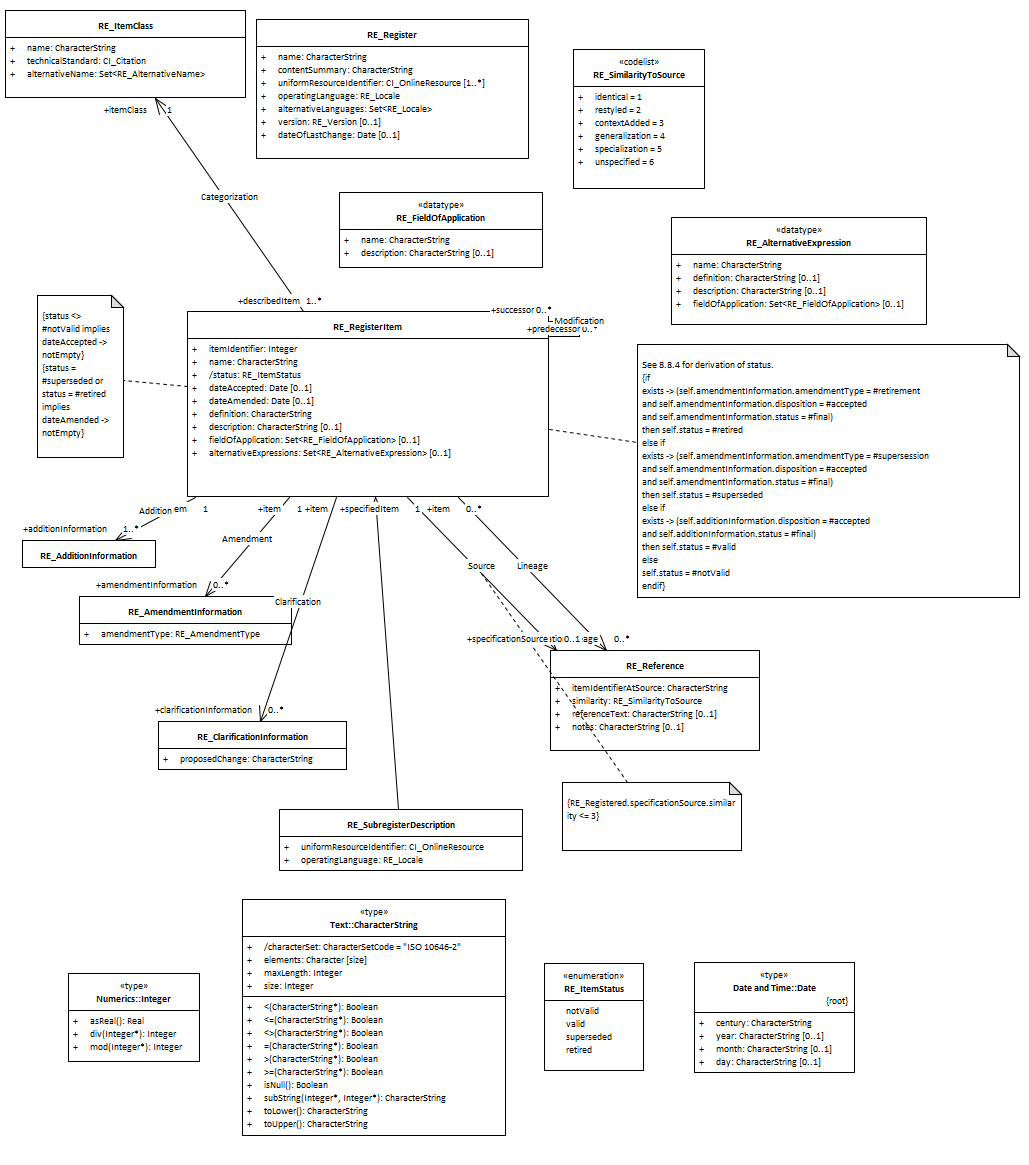 RE_ItemClass
+ name: CharacterString
+ technicalStandard: CI_Citation
+ alternativeName: Set<RE_AlternativeName>
RE_Register
+ name: CharacterString
+ contentSummary: CharacterString
+ uniformResourceIdentifier: CI_OnlineResource [1..*]
+ operatingLanguage: RE_Locale
+ alternativeLanguages: Set<RE_Locale>
+ version: RE_Version [0..1]
+ dateOfLastChange: Date [0..1]
«codelist»
RE_SimilarityToSource
+ identical = 1
+ restyled = 2
+ contextAdded = 3
+ generalization = 4
+ specialization = 5
+ unspecified = 6
+itemClass 1
Categorization
+describedItem 1..*
«datatype»
RE_FieldOfApplication
+ name: CharacterString
+ description: CharacterString [0..1]
«datatype»
RE_AlternativeExpression
+ name: CharacterString
+ definition: CharacterString [0..1]
+ description: CharacterString [0..1]
+ fieldOfApplication: Set<RE_FieldOfApplication> [0..1]
{status <>
#notValid implies
dateAccepted ->
notEmpty}
{status =
#superseded or
status = #retired
implies
dateAmended ->
notEmpty}
+successor 0..*
Modification
+predecessor 0..*
RE_RegisterItem
+ itemIdentifier: Integer
+ name: CharacterString
+ /status: RE_ItemStatus
+ dateAccepted: Date [0..1]
+ dateAmended: Date [0..1]
+ definition: CharacterString
+ description: CharacterString [0..1]
+ fieldOfApplication: Set<RE_FieldOfApplication> [0..1]
+ alternativeExpressions: Set<RE_AlternativeExpression> [0..1]
See 8.8.4 for derivation of status.
{if
exists -> (self.amendmentInformation.amendmentType = #retirement
and self.amendmentInformation.disposition = #accepted
and self.amendmentInformation.status = #final)
then self.status = #retired
else if
exists -> (self.amendmentInformation.amendmentType = #supersession
and self.amendmentInformation.disposition = #accepted
and self.amendmentInformation.status = #final)
then self.status = #superseded
else if
exists -> (self.additionInformation.disposition = #accepted
and self.additionInformation.status = #final)
then self.status = #valid
else
self.status = #notValid
endif}
Addition em 1 +item 1 +item +specifiedItem 1 +item 0..*
+additionInformation 1..*
RE_AdditionInformation
Amendment
+amendmentInformation 0..*
RE_AmendmentInformation
+ amendmentType: RE_AmendmentType
Clarification
Source Lineage
+specificationSource tio 0..1 age 0..*
RE_Reference
+ itemIdentifierAtSource: CharacterString
+ similarity: RE_SimilarityToSource
+ referenceText: CharacterString [0..1]
+ notes: CharacterString [0..1]
+clarificationInformation 0..*
RE_ClarificationInformation
+ proposedChange: CharacterString
{RE_Registered.specificationSource.similar
ity <= 3}
RE_SubregisterDescription
+ uniformResourceIdentifier: CI_OnlineResource
+ operatingLanguage: RE_Locale
«type»
Numerics::Integer
+ asReal(): Real
+ div(Integer*): Integer
+ mod(Integer*): Integer
«type»
Text::CharacterString
+ /characterSet: CharacterSetCode = "ISO 10646-2"
+ elements: Character [size]
+ maxLength: Integer
+ size: Integer
+ <(CharacterString*): Boolean
+ <=(CharacterString*): Boolean
+ <>(CharacterString*): Boolean
+ =(CharacterString*): Boolean
+ >(CharacterString*): Boolean
+ >=(CharacterString*): Boolean
+ isNull(): Boolean
+ subString(Integer*, Integer*): CharacterString
+ toLower(): CharacterString
+ toUpper(): CharacterString
«enumeration»
RE_ItemStatus
notValid
valid
superseded
retired
«type»
Date and Time::Date
{root}
+ century: CharacterString
+ year: CharacterString [0..1]
+ month: CharacterString [0..1]
+ day: CharacterString [0..1]